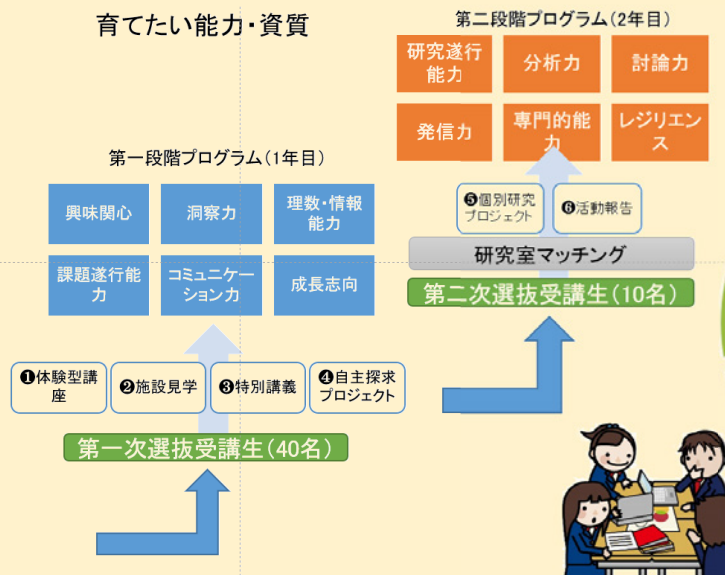 育てたい能力・資質
第二段階プログラム(2年目)
研究遂行
能力
分析力
討論力
発信力
専門的能
力
レジリエン
ス
❺個別研究
プロジェクト
❻活動報告
研究室マッチング
第二次選抜受講生(10名)
第一段階プログラム(1年目)
興味関心
洞察力
理数・情報
能力
課題遂行能
力
コミュニケー
ション力
成長志向
❶体験型講
座
❷施設見学
❸特別講義
❹自主探求
プロジェクト
第一次選抜受講生(40名)